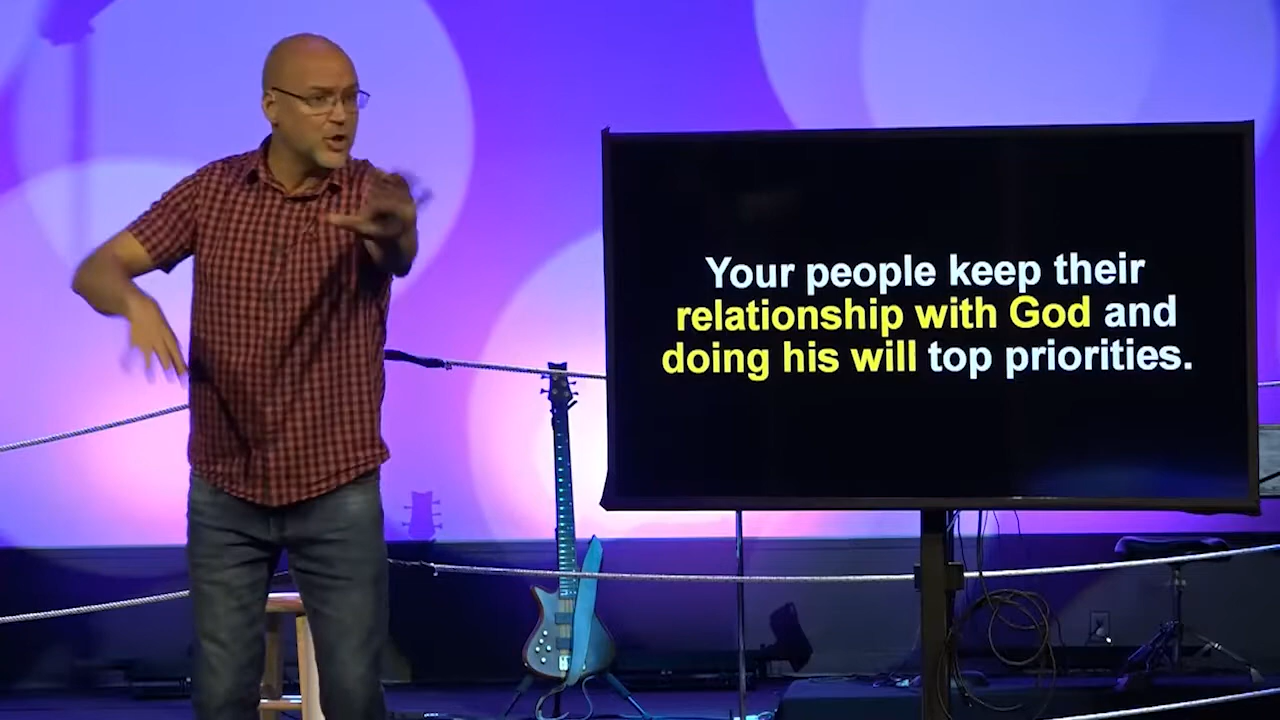 Your people keep their
relationship with God and
doing his will top priorities.